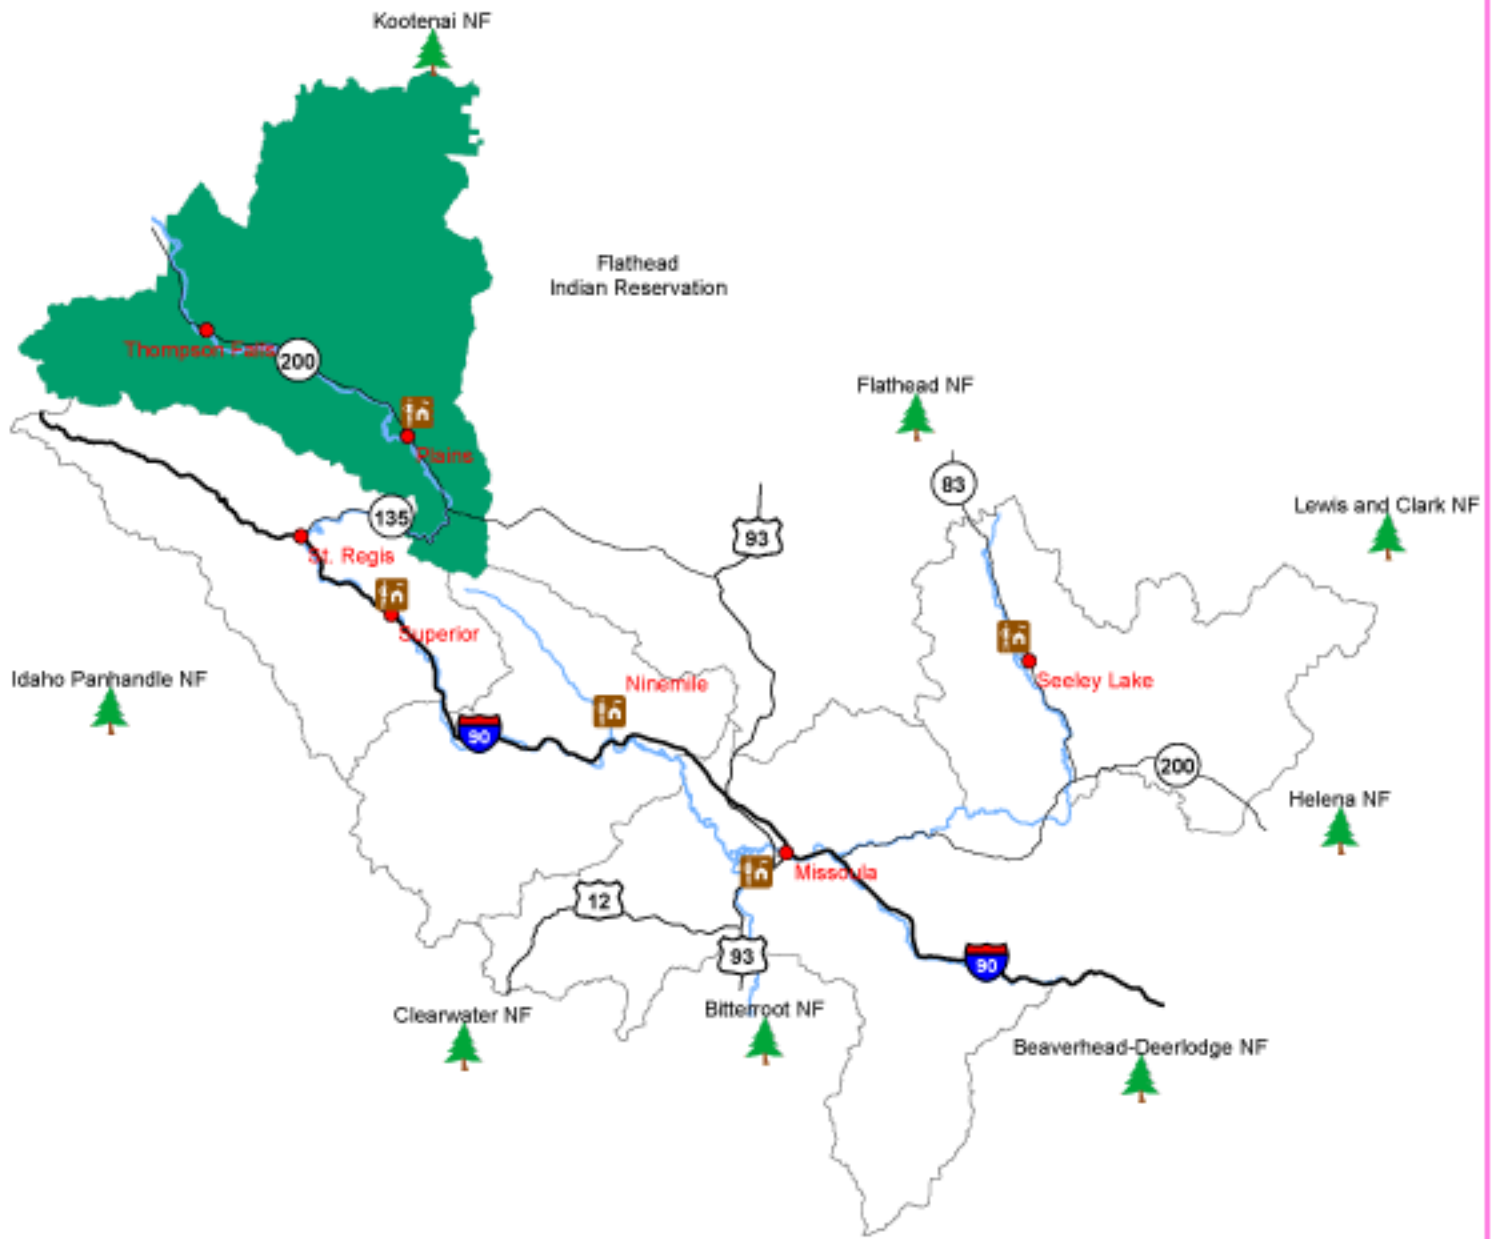 Kootenai NF
Flathead
Indian Reservation
Thompson Falls
200
Flathead NF
Plains
83
Lewis and Clark NF
135
93
St. Regis
Superior
Idaho Panhandle NF
Ninemile
Seeley Lake
90
200
Helena NF
Missoula
12
93
90
Clearwater NF
Bitterroot NF
Beaverhead-Deerlodge NF